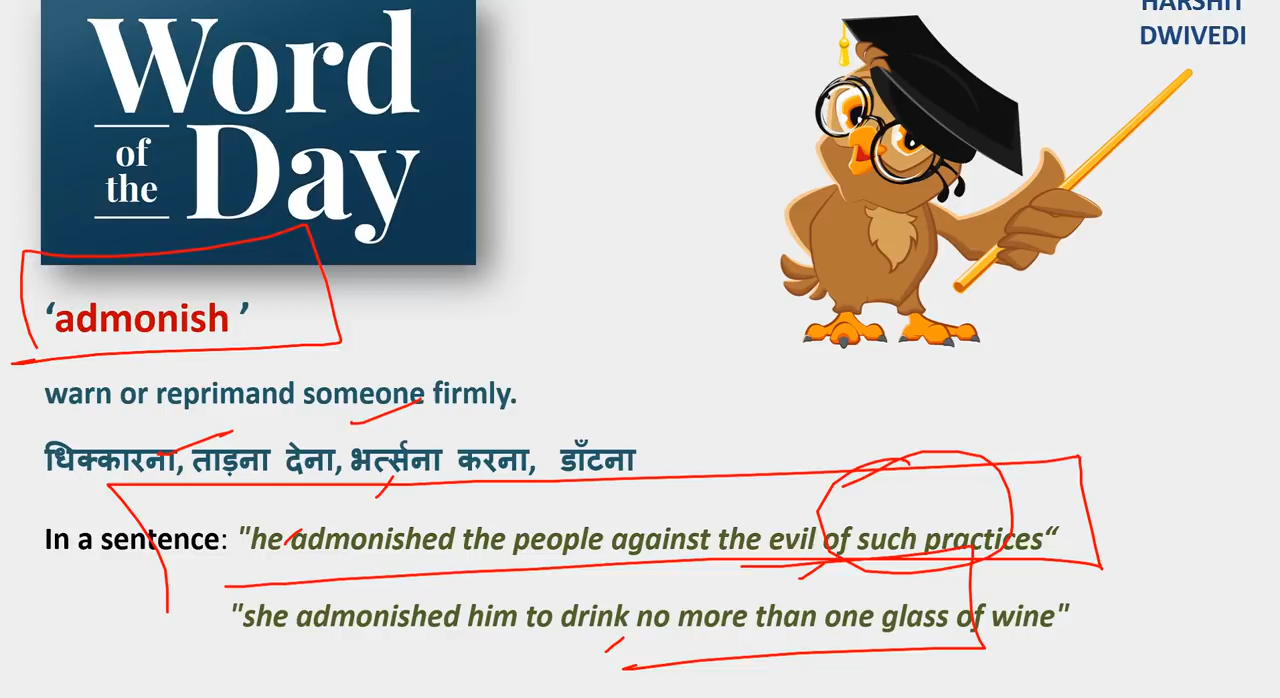 HARSHIT
DWIVEDI
Word
of
the
Day
‘admonish ’
warn or reprimand someone firmly.
धिक्कारना, ताड़ना देना, भर्त्सना करना, डाँटना
In a sentence: "he admonished the people against the evil of such practices“
"she admonished him to drink no more than one glass of wine"